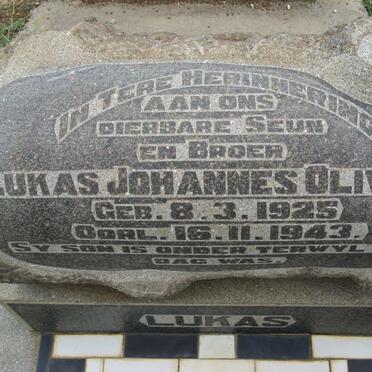 IN TERE HERINNERING
AAN ONS
DIERBARE SEUN
EN BROER
LUKAS JOHANNES OLIV
GEB. 8.3.1925
OORL. 16.11.1943.
SY SON IS ONDER TERWYL
DAG WAS.
LUKAS